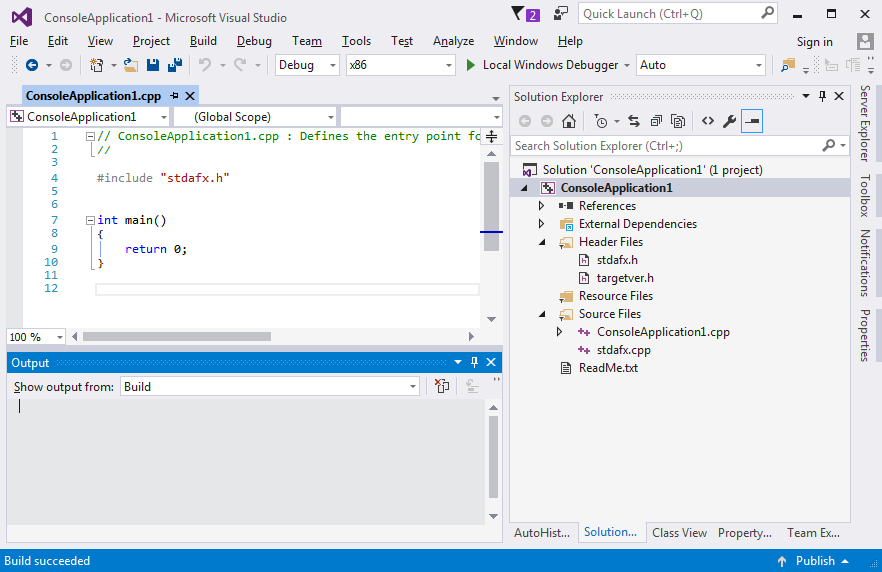 ConsoleApplication1 - Microsoft Visual Studio
2
Quick Launch (Ctrl+Q)
File Edit View Project Build Debug Team Tools Test Analyze Window Help
Sign in
Debug x86 Local Windows Debugger Auto
ConsoleApplication1.cpp
ConsoleApplication1 (Global Scope)
1 // ConsoleApplication1.cpp : Defines the entry point fo
2 //
3
4 #include "stdafx.h"
5
6
7 int main()
8 {
9 return 0;
10 }
11
12
100 %
Output
Show output from: Build
Solution Explorer
Search Solution Explorer (Ctrl+;)
Solution 'ConsoleApplication1' (1 project)
ConsoleApplication1
References
External Dependencies
Header Files
stdafx.h
targetver.h
Resource Files
Source Files
ConsoleApplication1.cpp
stdafx.cpp
ReadMe.txt
AutoHist... Solution... Class View Property... Team Ex...
Server Explorer
Toolbox
Notifications
Properties
Build succeeded
Publish